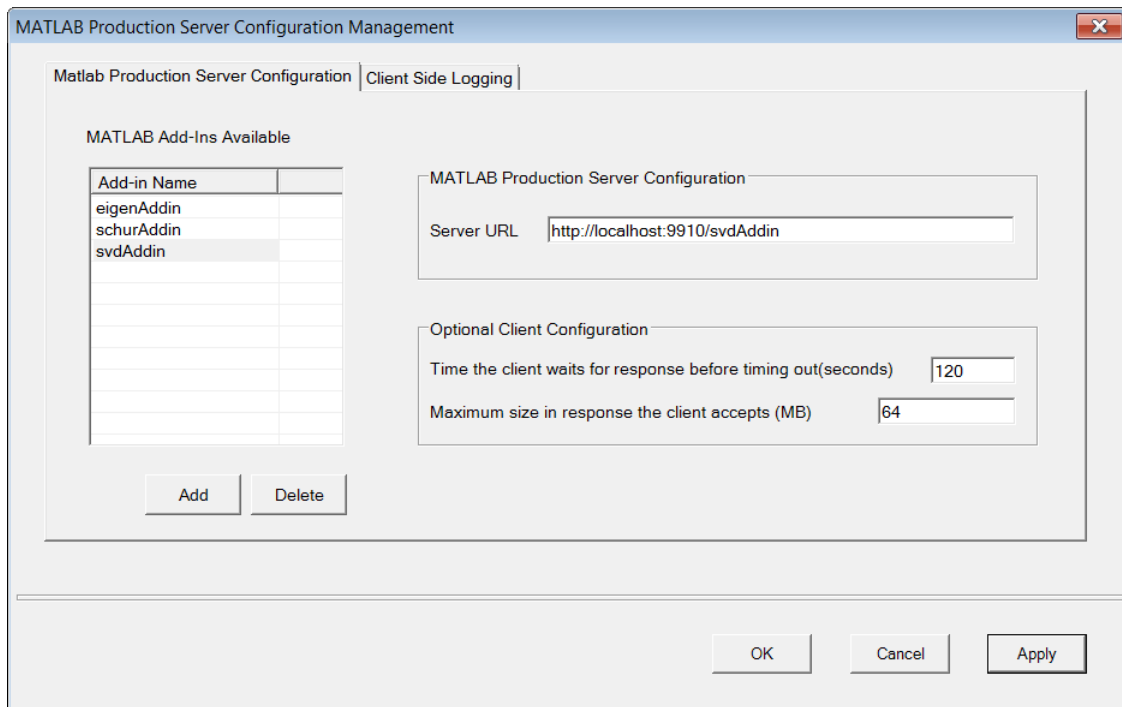 MATLAB Production Server Configuration Management
Matlab Production Server Configuration
Client Side Logging
MATLAB Add-Ins Available
Add-in Name
eigenAddin
schurAddin
svdAddin
Add
Delete
MATLAB Production Server Configuration
Server URL
http://localhost:9910/svdAddin
Optional Client Configuration
Time the client waits for response before timing out(seconds)
120
Maximum size in response the client accepts (MB)
64
OK
Cancel
Apply